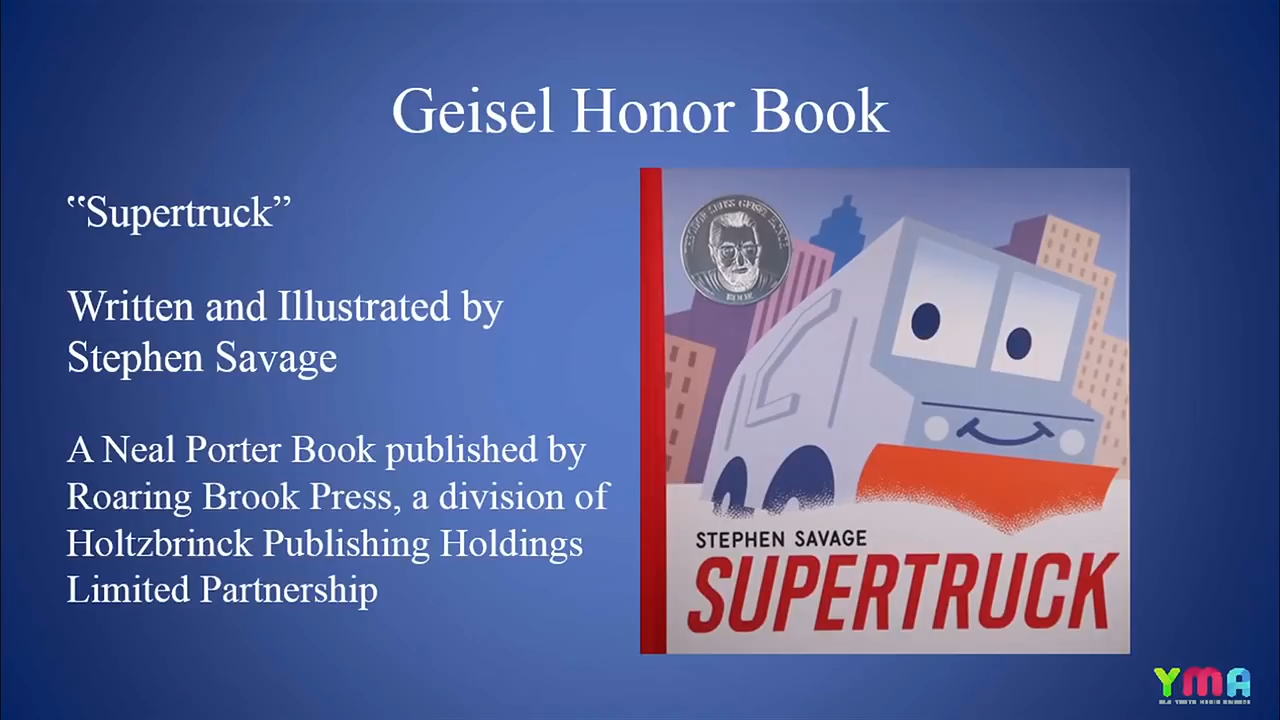 Geisel Honor Book
“Supertruck”
Written and Illustrated by
Stephen Savage
A Neal Porter Book published by
Roaring Brook Press, a division of
Holtzbrinck Publishing Holdings
Limited Partnership
BOOK
STEPHEN SAVAGE
SUPERTRUCK
YMA